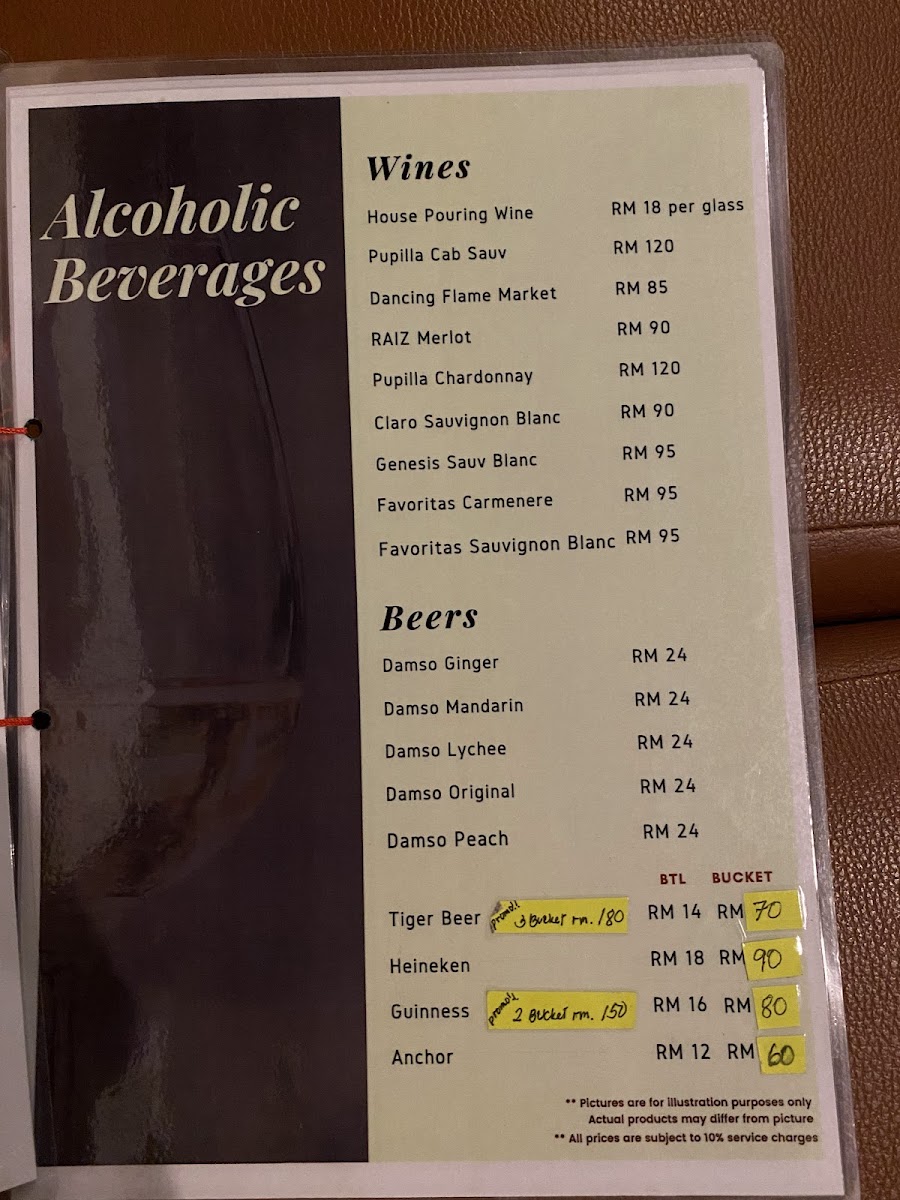 Alcoholic
Beverages
Wines
House Pouring Wine RM 18 per glass
Pupilla Cab Sauv RM 120
Dancing Flame Market RM 85
RAIZ Merlot RM 90
Pupilla Chardonnay RM 120
Claro Sauvignon Blanc RM 90
Genesis Sauv Blanc RM 95
Favoritas Carmenere RM 95
Favoritas Sauvignon Blanc RM 95
Beers
Damso Ginger RM 24
Damso Mandarin RM 24
Damso Lychee RM 24
Damso Original RM 24
Damso Peach RM 24
BTL BUCKET
Tiger Beer promo!! 3 Bucket rm. 180 RM 14 RM 70
Heineken RM 18 RM 90
Guinness promo!! 2 Bucket rm. 150 RM 16 RM 80
Anchor RM 12 RM 60
** Pictures are for illustration purposes only
Actual products may differ from picture
** All prices are subject to 10% service charges